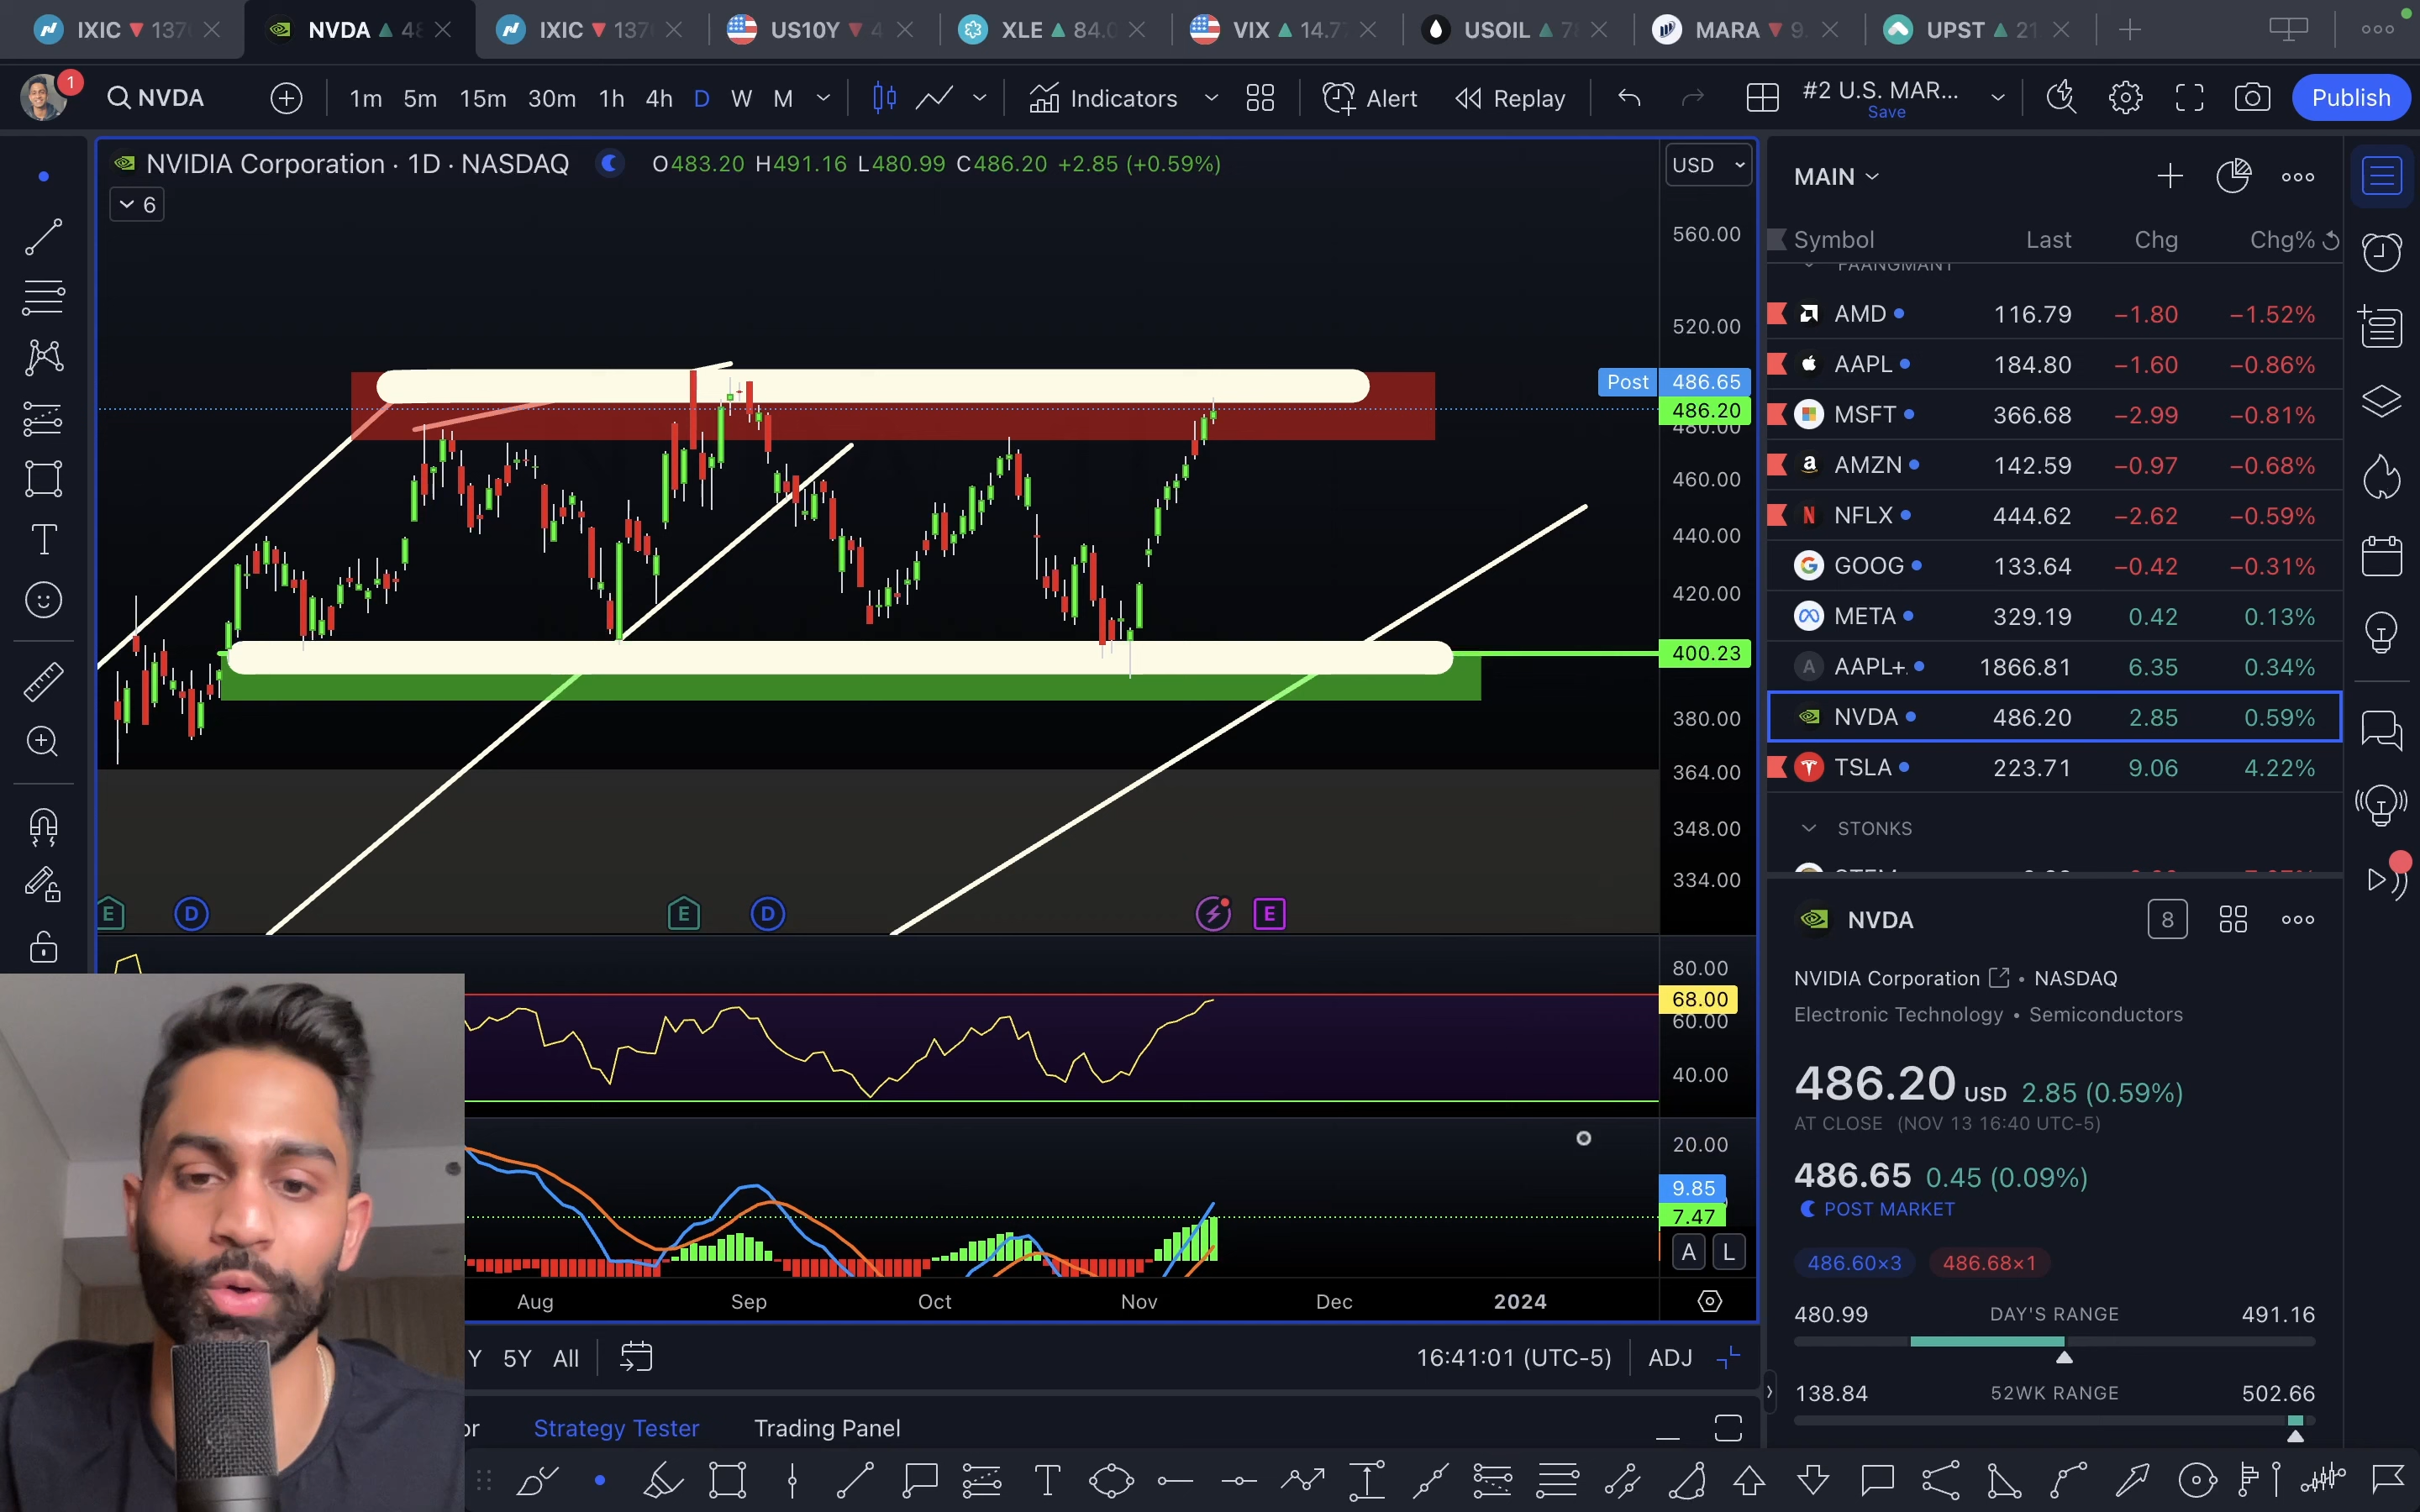 IXIC 137
NVDA 48
IXIC 137
US10Y 4
XLE 84.0
VIX 14.7
USOIL 78
MARA 9.
UPST 21
1
NVDA
1m 5m 15m 30m 1h 4h D W M
Indicators
Alert
Replay
#2 U.S. MAR...
Save
Publish
NVIDIA Corporation · 1D · NASDAQ
O483.20 H491.16 L480.99 C486.20 +2.85 (+0.59%)
6
USD
560.00
520.00
Post 486.65
486.20
480.00
460.00
440.00
420.00
400.23
380.00
364.00
348.00
334.00
E D E D E
80.00
68.00
60.00
40.00
20.00
9.85
7.47
A L
Aug Sep Oct Nov Dec 2024
Y 5Y All
16:41:01 (UTC-5) ADJ
or Strategy Tester Trading Panel
MAIN
Symbol Last Chg Chg%
FAANGMANT
AMD 116.79 −1.80 −1.52%
AAPL 184.80 −1.60 −0.86%
MSFT 366.68 −2.99 −0.81%
AMZN 142.59 −0.97 −0.68%
NFLX 444.62 −2.62 −0.59%
GOOG 133.64 −0.42 −0.31%
META 329.19 0.42 0.13%
A AAPL+. 1866.81 6.35 0.34%
NVDA 486.20 2.85 0.59%
TSLA 223.71 9.06 4.22%
STONKS
NVDA 8
NVIDIA Corporation • NASDAQ
Electronic Technology • Semiconductors
486.20 USD 2.85 (0.59%)
AT CLOSE (NOV 13 16:40 UTC-5)
486.65 0.45 (0.09%)
POST MARKET
486.60×3 486.68×1
480.99 DAY'S RANGE 491.16
138.84 52WK RANGE 502.66